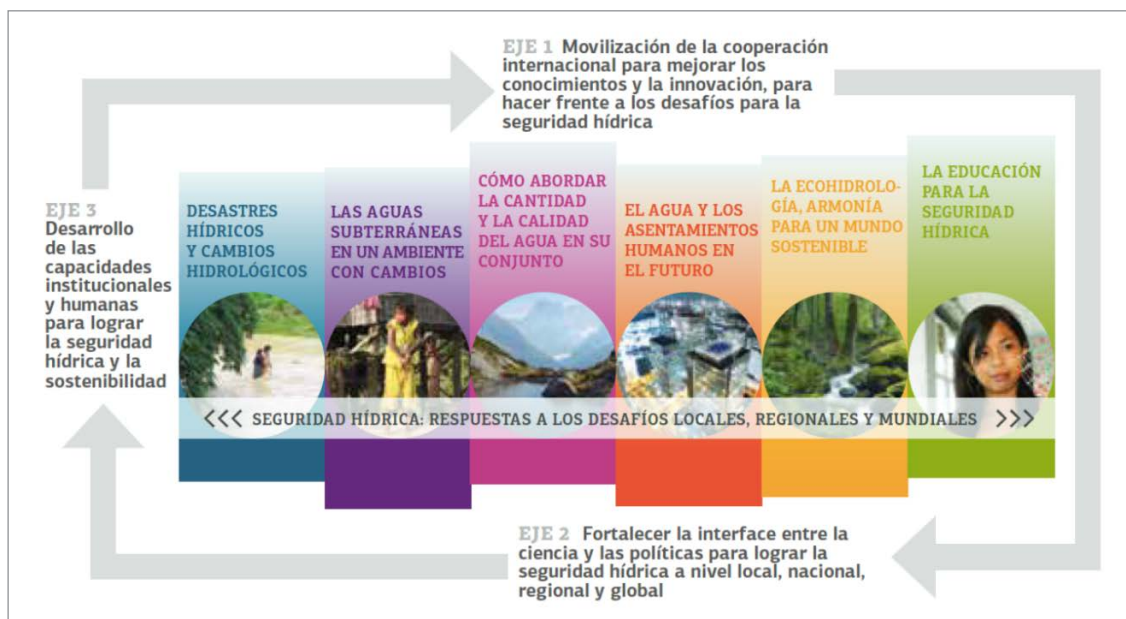 EJE 1 Movilización de la cooperación
internacional para mejorar los
conocimientos y la innovación, para
hacer frente a los desafíos para la
seguridad hídrica
EJE 3
Desarrollo
de las
capacidades
institucionales
y humanas
para lograr
la seguridad
hídrica y la
sostenibilidad
DESASTRES
HÍDRICOS
Y CAMBIOS
HIDROLÓGICOS
LAS AGUAS
SUBTERRÁNEAS
EN UN AMBIENTE
CON CAMBIOS
CÓMO ABORDAR
LA CANTIDAD
Y LA CALIDAD
DEL AGUA EN SU
CONJUNTO
EL AGUA Y LOS
ASENTAMIENTOS
HUMANOS EN
EL FUTURO
LA ECOHIDROLO-
GÍA, ARMONÍA
PARA UN MUNDO
SOSTENIBLE
LA EDUCACIÓN
PARA LA
SEGURIDAD
HÍDRICA
<<< SEGURIDAD HÍDRICA: RESPUESTAS A LOS DESAFÍOS LOCALES, REGIONALES Y MUNDIALES >>>
EJE 2 Fortalecer la interface entre la
ciencia y las políticas para lograr la
seguridad hídrica a nivel local, nacional,
regional y global